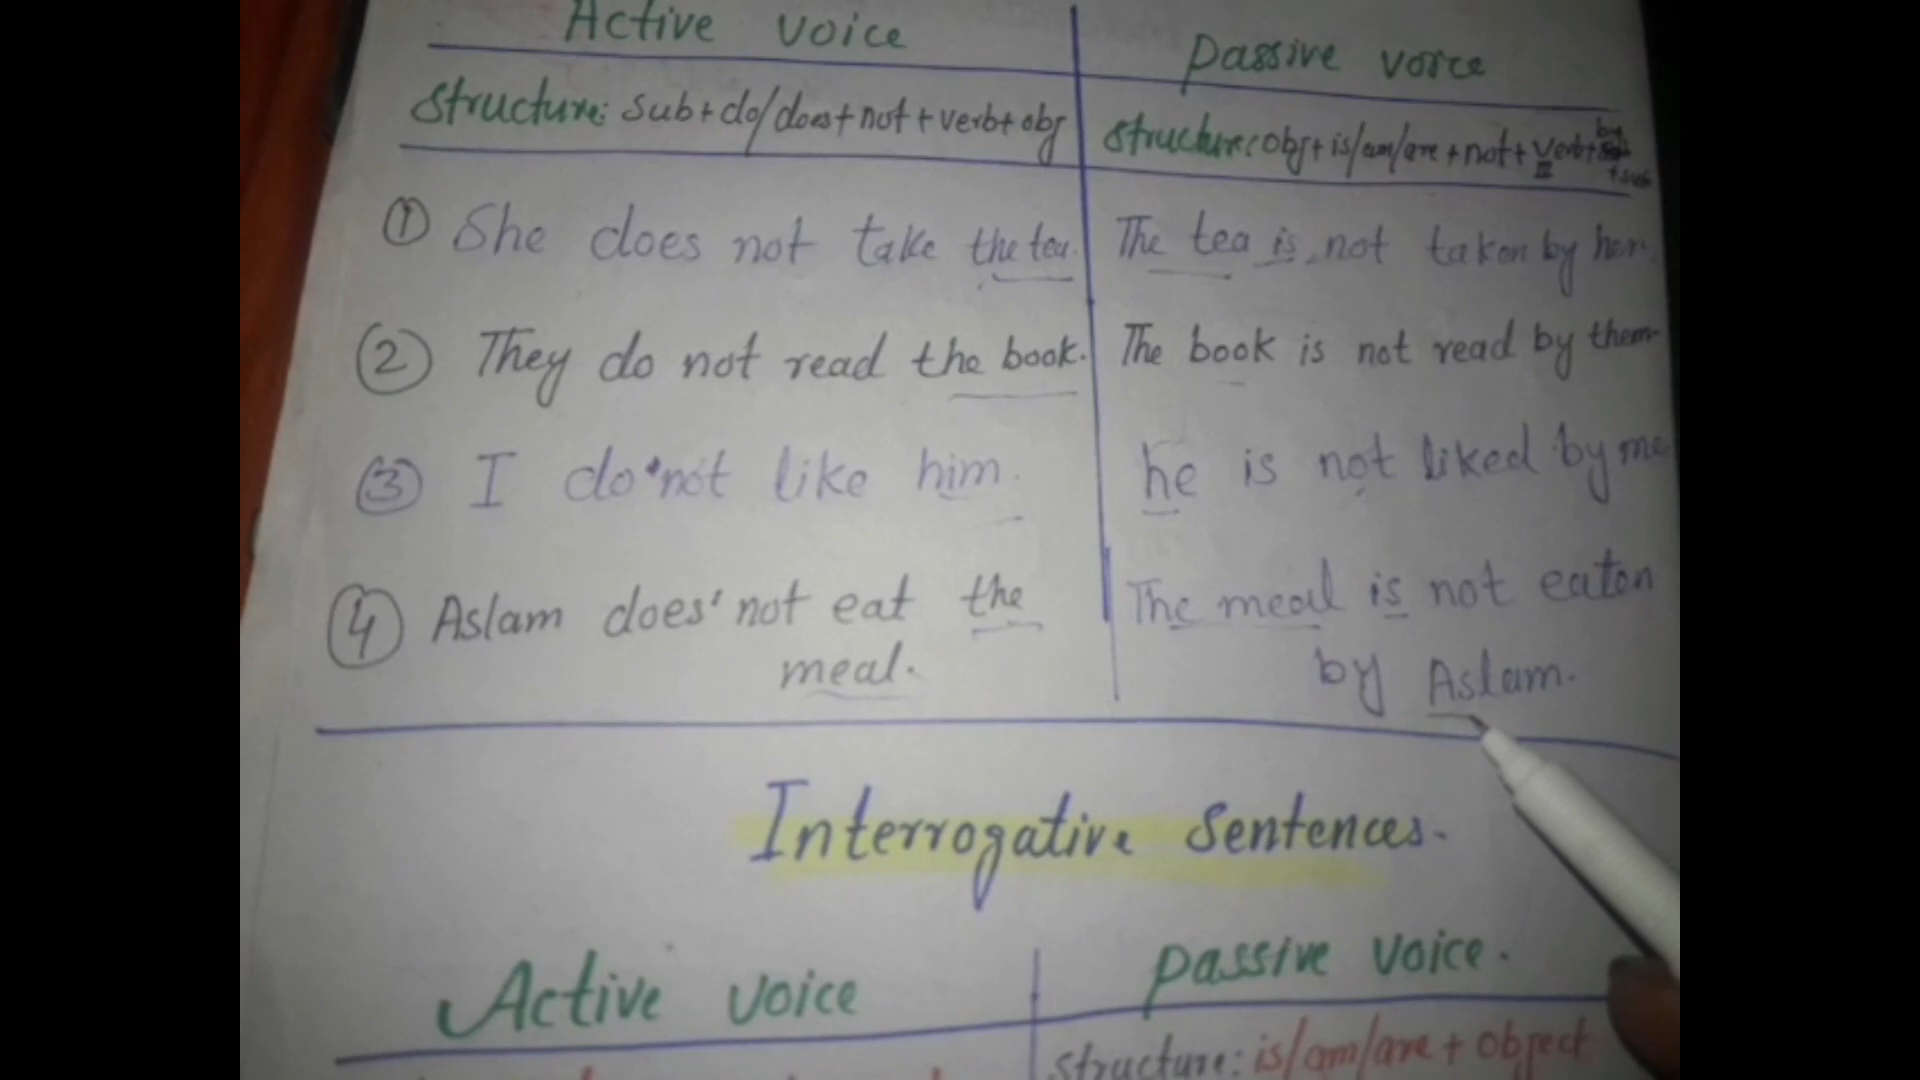 Active voice
Passive voice
Structure: sub+do/does+not+verb+obj
Structure: obj+is/am/are+not+verb+ by
III
+sub
① She does not take the tea.
The tea is not taken by her.
② They do not read the book.
The book is not read by them.
③ I do'not like him.
he is not liked by me
④ Aslam does'not eat the
meal.
The meal is not eaten
by Aslam.
Interrogative Sentences.
Active voice
Passive voice.
structure: is/am/are + object